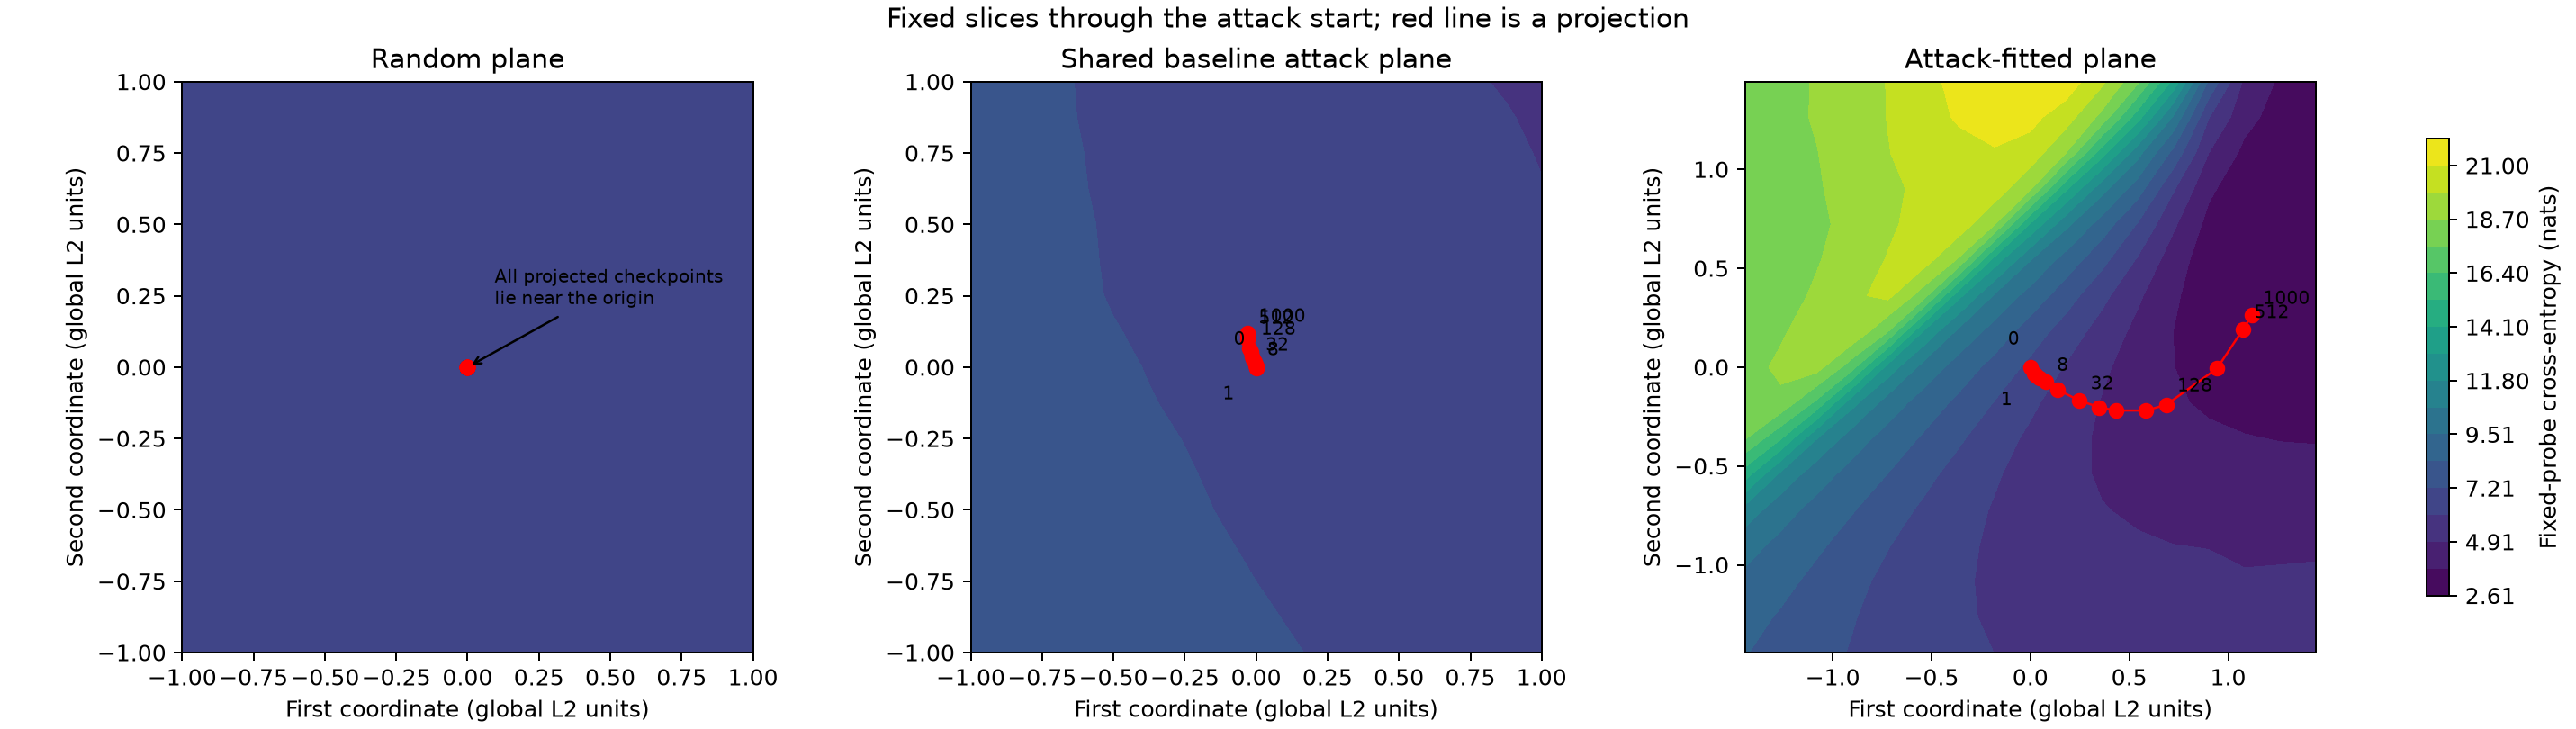 Fixed slices through the attack start; red line is a projection
Random plane
1.00
0.75
0.50
0.25
0.00
−0.25
−0.50
−0.75
−1.00
Second coordinate (global L2 units)
All projected checkpoints
lie near the origin
−1.00 −0.75 −0.50 −0.25 0.00 0.25 0.50 0.75 1.00
First coordinate (global L2 units)
Shared baseline attack plane
1.00
0.75
0.50
0.25
0.00
−0.25
−0.50
−0.75
−1.00
Second coordinate (global L2 units)
1000
128
0
32
8
1
−1.00 −0.75 −0.50 −0.25 0.00 0.25 0.50 0.75 1.00
First coordinate (global L2 units)
Attack-fitted plane
1.0
0.5
0.0
−0.5
−1.0
Second coordinate (global L2 units)
1000
512
0
8
32
128
1
−1.0 −0.5 0.0 0.5 1.0
First coordinate (global L2 units)
21.00
18.70
16.40
14.10
11.80
9.51
7.21
4.91
2.61
Fixed-probe cross-entropy (nats)